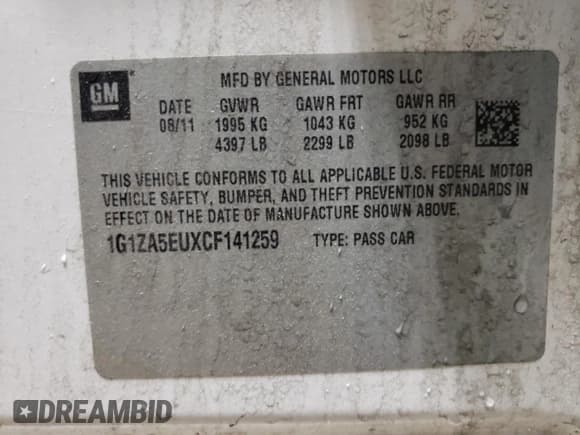 GM
MFD BY GENERAL MOTORS LLC
DATE GVWR GAWR FRT GAWR RR
08/11 1995 KG 1043 KG 952 KG
4397 LB 2299 LB 2098 LB
THIS VEHICLE CONFORMS TO ALL APPLICABLE U.S. FEDERAL MOTOR
VEHICLE SAFETY, BUMPER, AND THEFT PREVENTION STANDARDS IN
EFFECT ON THE DATE OF MANUFACTURE SHOWN ABOVE.
1G1ZA5EUXCF141259 TYPE: PASS CAR
DREAMBID